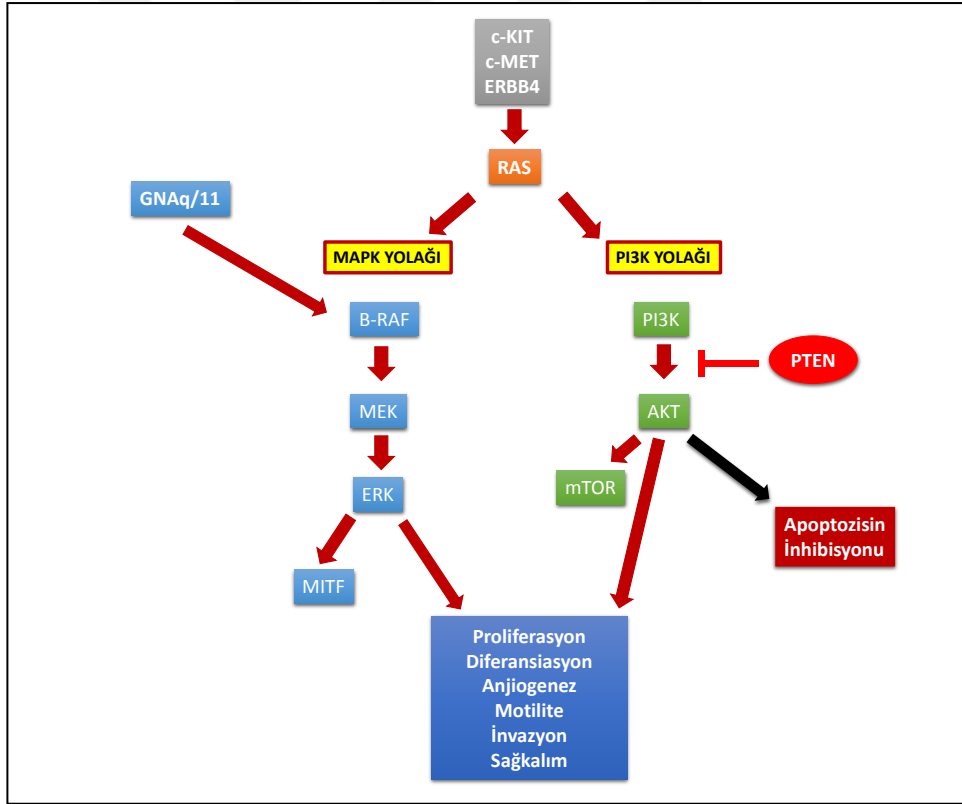 c-KIT
c-MET
ERBB4
RAS
GNAq/11
MAPK YOLAĞI
PI3K YOLAĞI
B-RAF
PI3K
PTEN
MEK
AKT
ERK
mTOR
Apoptozisin
İnhibisyonu
MITF
Proliferasyon
Diferansiasyon
Anjiogenez
Motilite
İnvazyon
Sağkalım